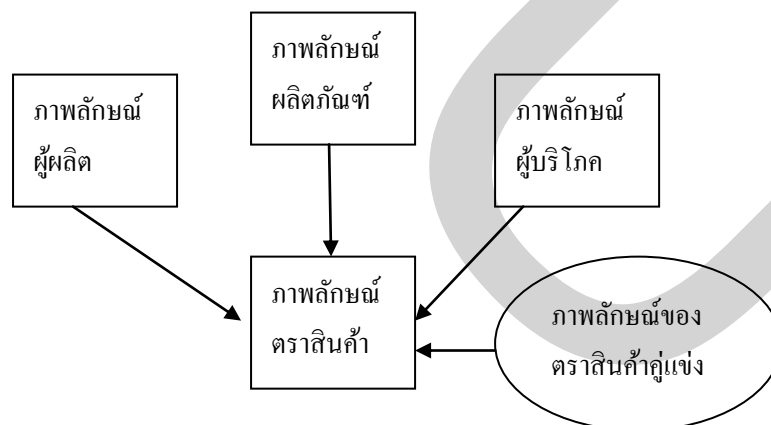 ภาพลักษณ์
ผลิตภัณฑ์
ภาพลักษณ์
ผู้ผลิต
ภาพลักษณ์
ผู้บริโภค
ภาพลักษณ์
ตราสินค้า
ภาพลักษณ์ของ
ตราสินค้าคู่แข่ง